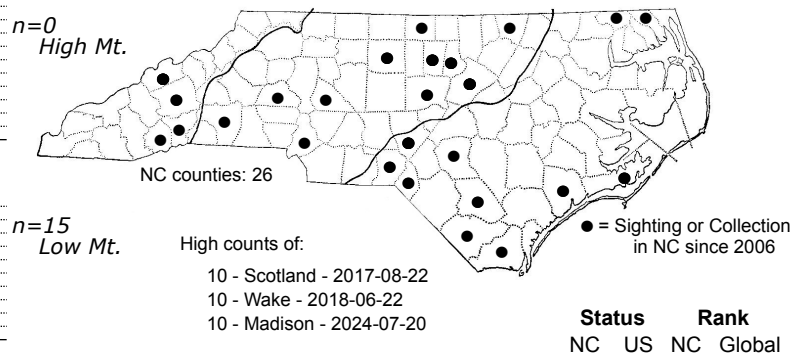 n=0
High Mt.
NC counties: 26
n=15
Low Mt.
High counts of:
10 - Scotland - 2017-08-22
10 - Wake - 2018-06-22
10 - Madison - 2024-07-20
● = Sighting or Collection
in NC since 2006
Status Rank
NC US NC Global